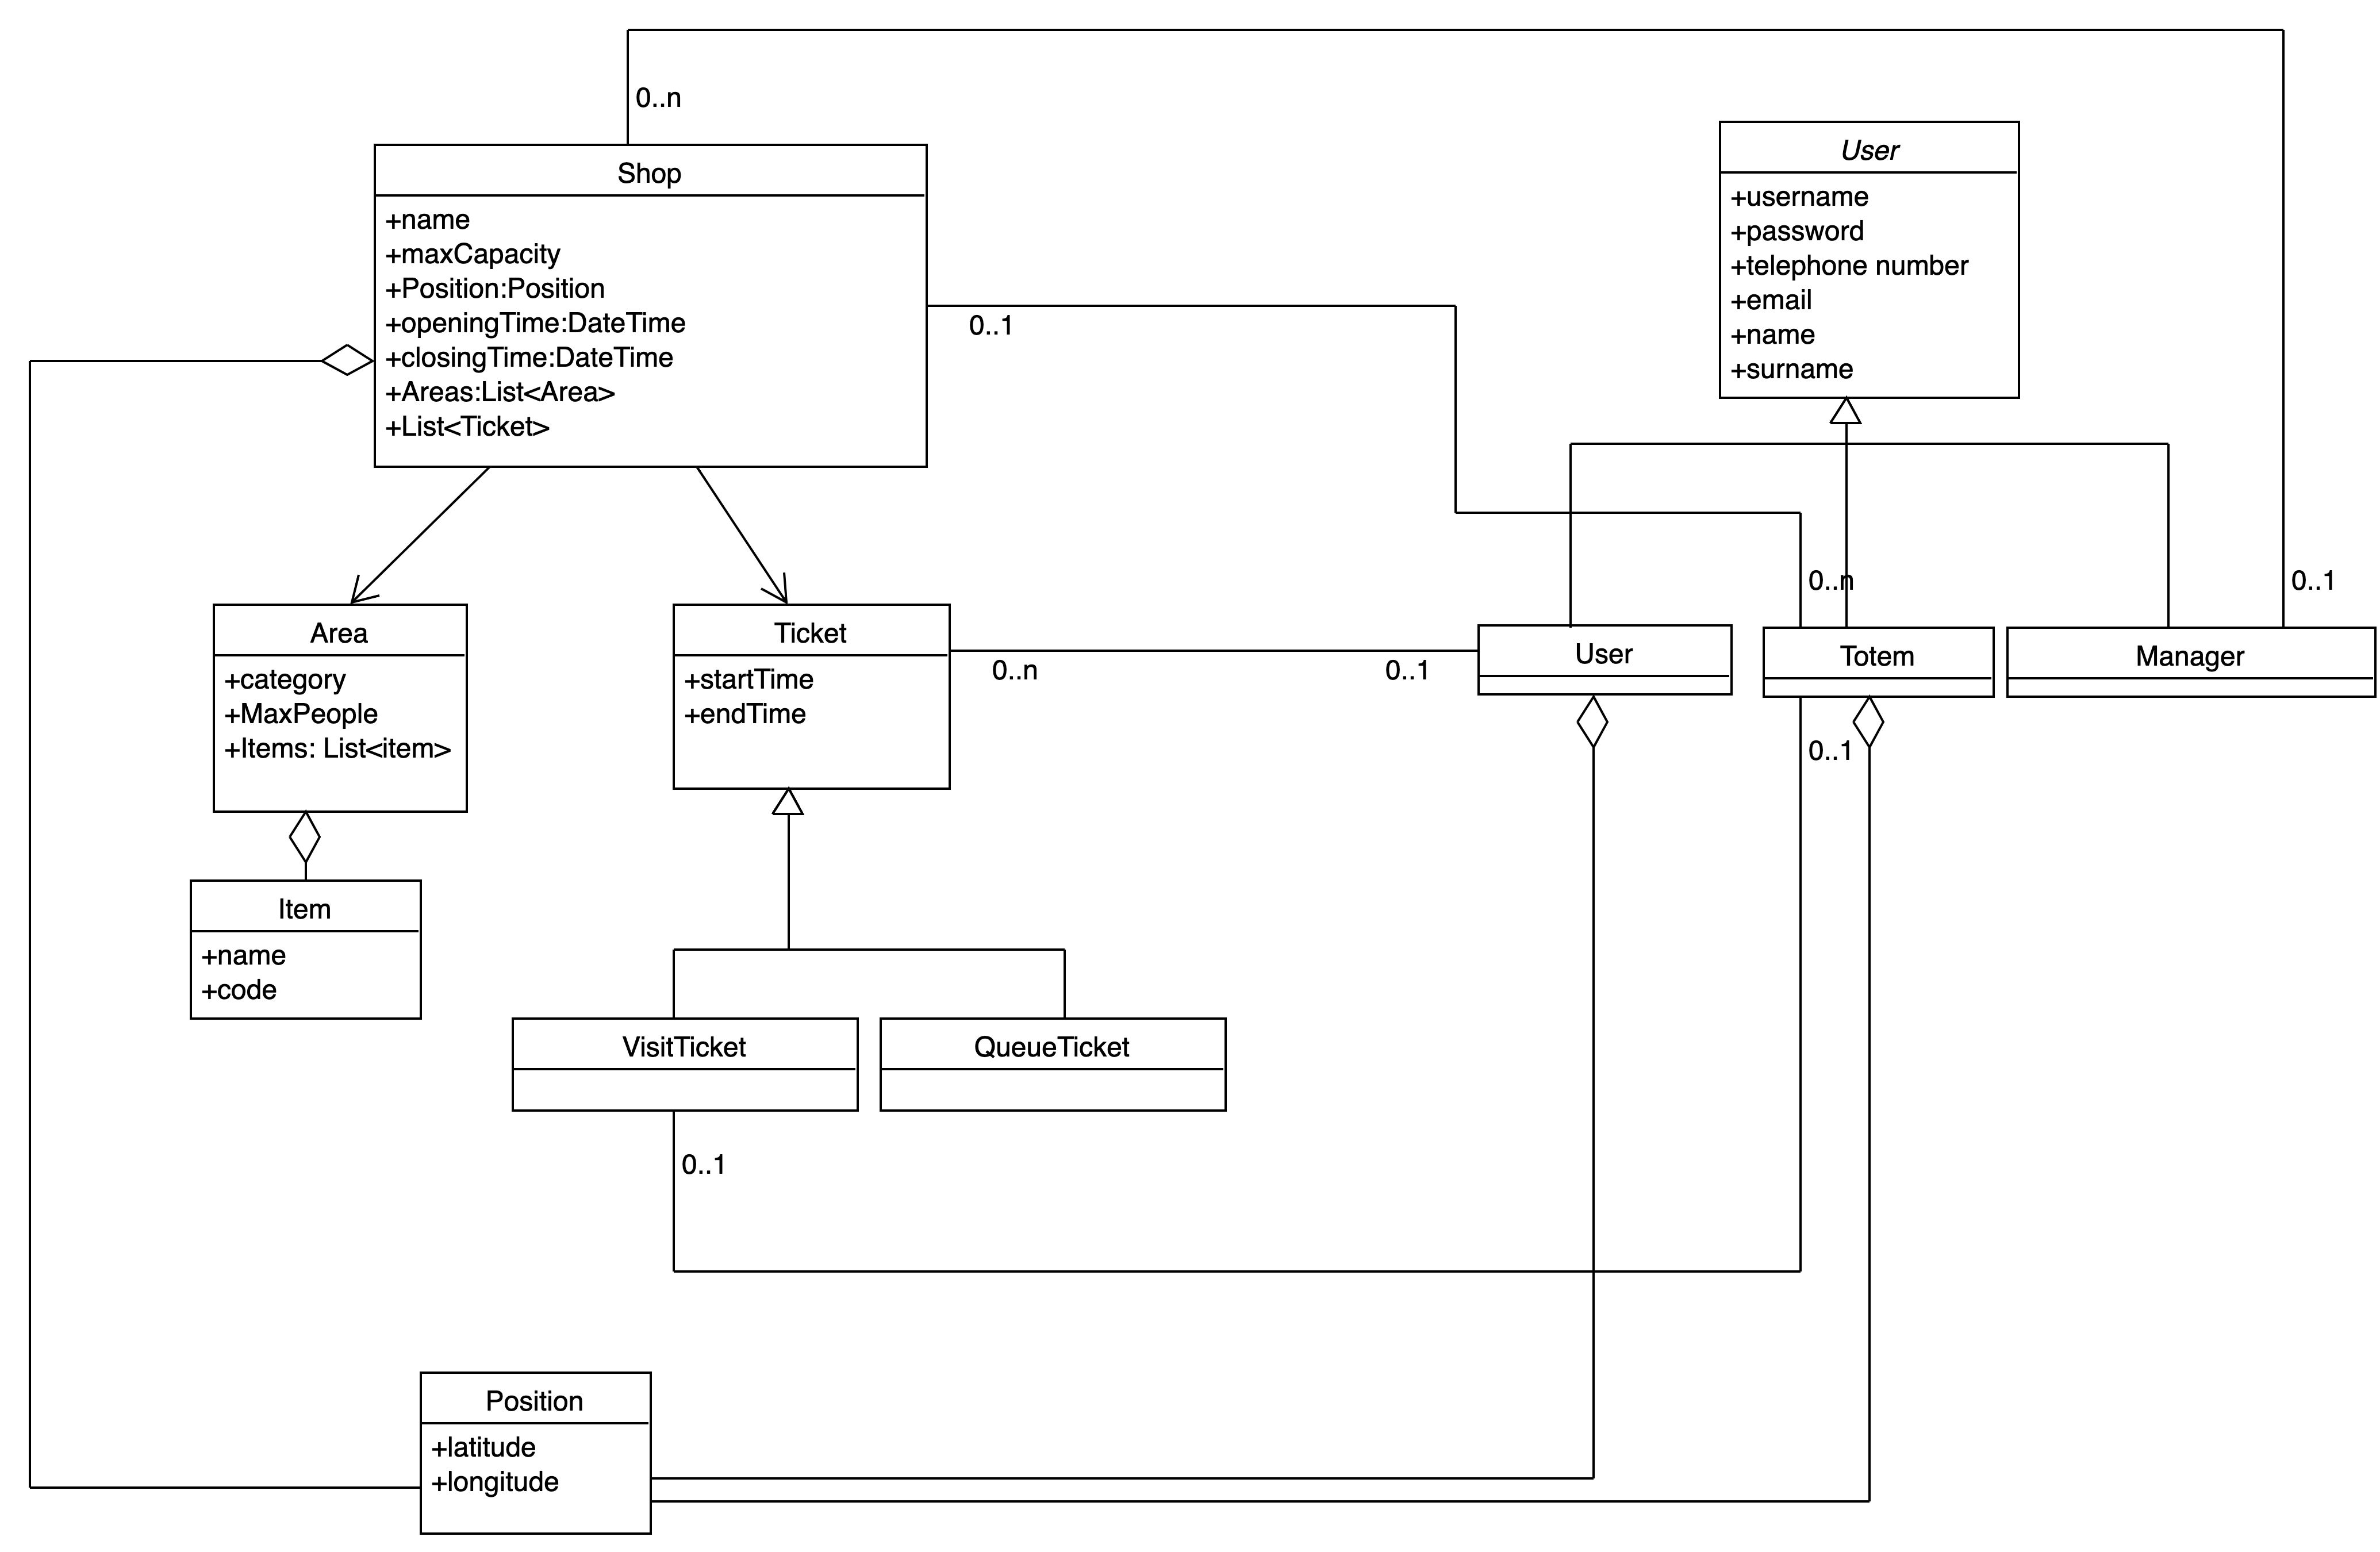 0..n
Shop
+name
+maxCapacity
+Position:Position
+openingTime:DateTime
+closingTime:DateTime
+Areas:List<Area>
+List<Ticket>
0..1
User
+username
+password
+telephone number
+email
+name
+surname
0..n
0..1
Area
+category
+MaxPeople
+Items: List<item>
Ticket
+startTime
+endTime
0..n
0..1
User
Totem
Manager
0..1
Item
+name
+code
VisitTicket
QueueTicket
0..1
Position
+latitude
+longitude